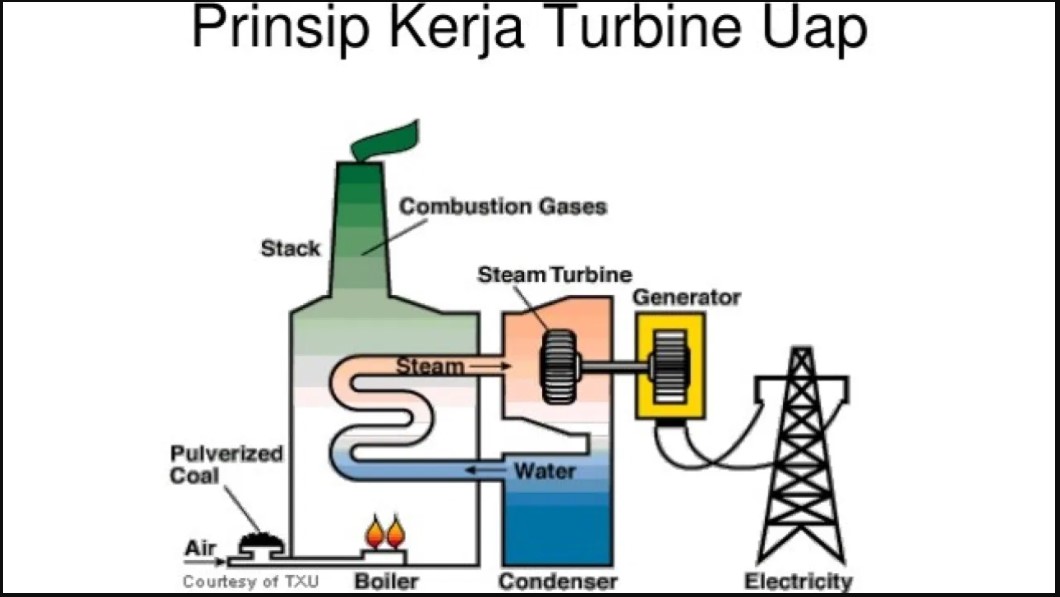 Prinsip Kerja Turbine Uap
Combustion Gases
Stack
Steam Turbine
Generator
Steam
Pulverized
Coal
Water
Air
Courtesy of TXU
Boiler
Condenser
Electricity